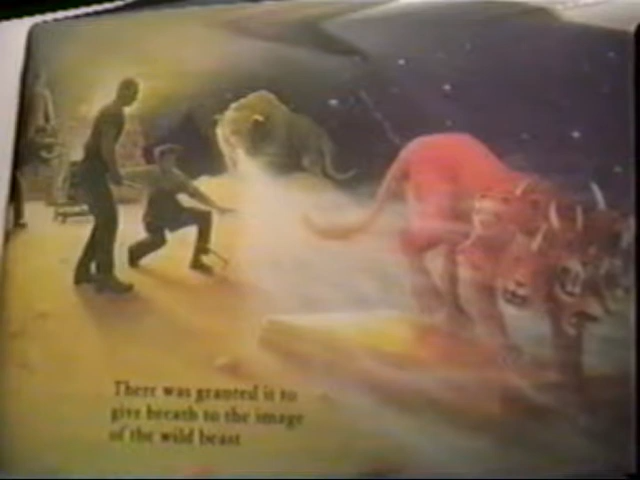 There was granted it to
give breath to the image
of the wild beast